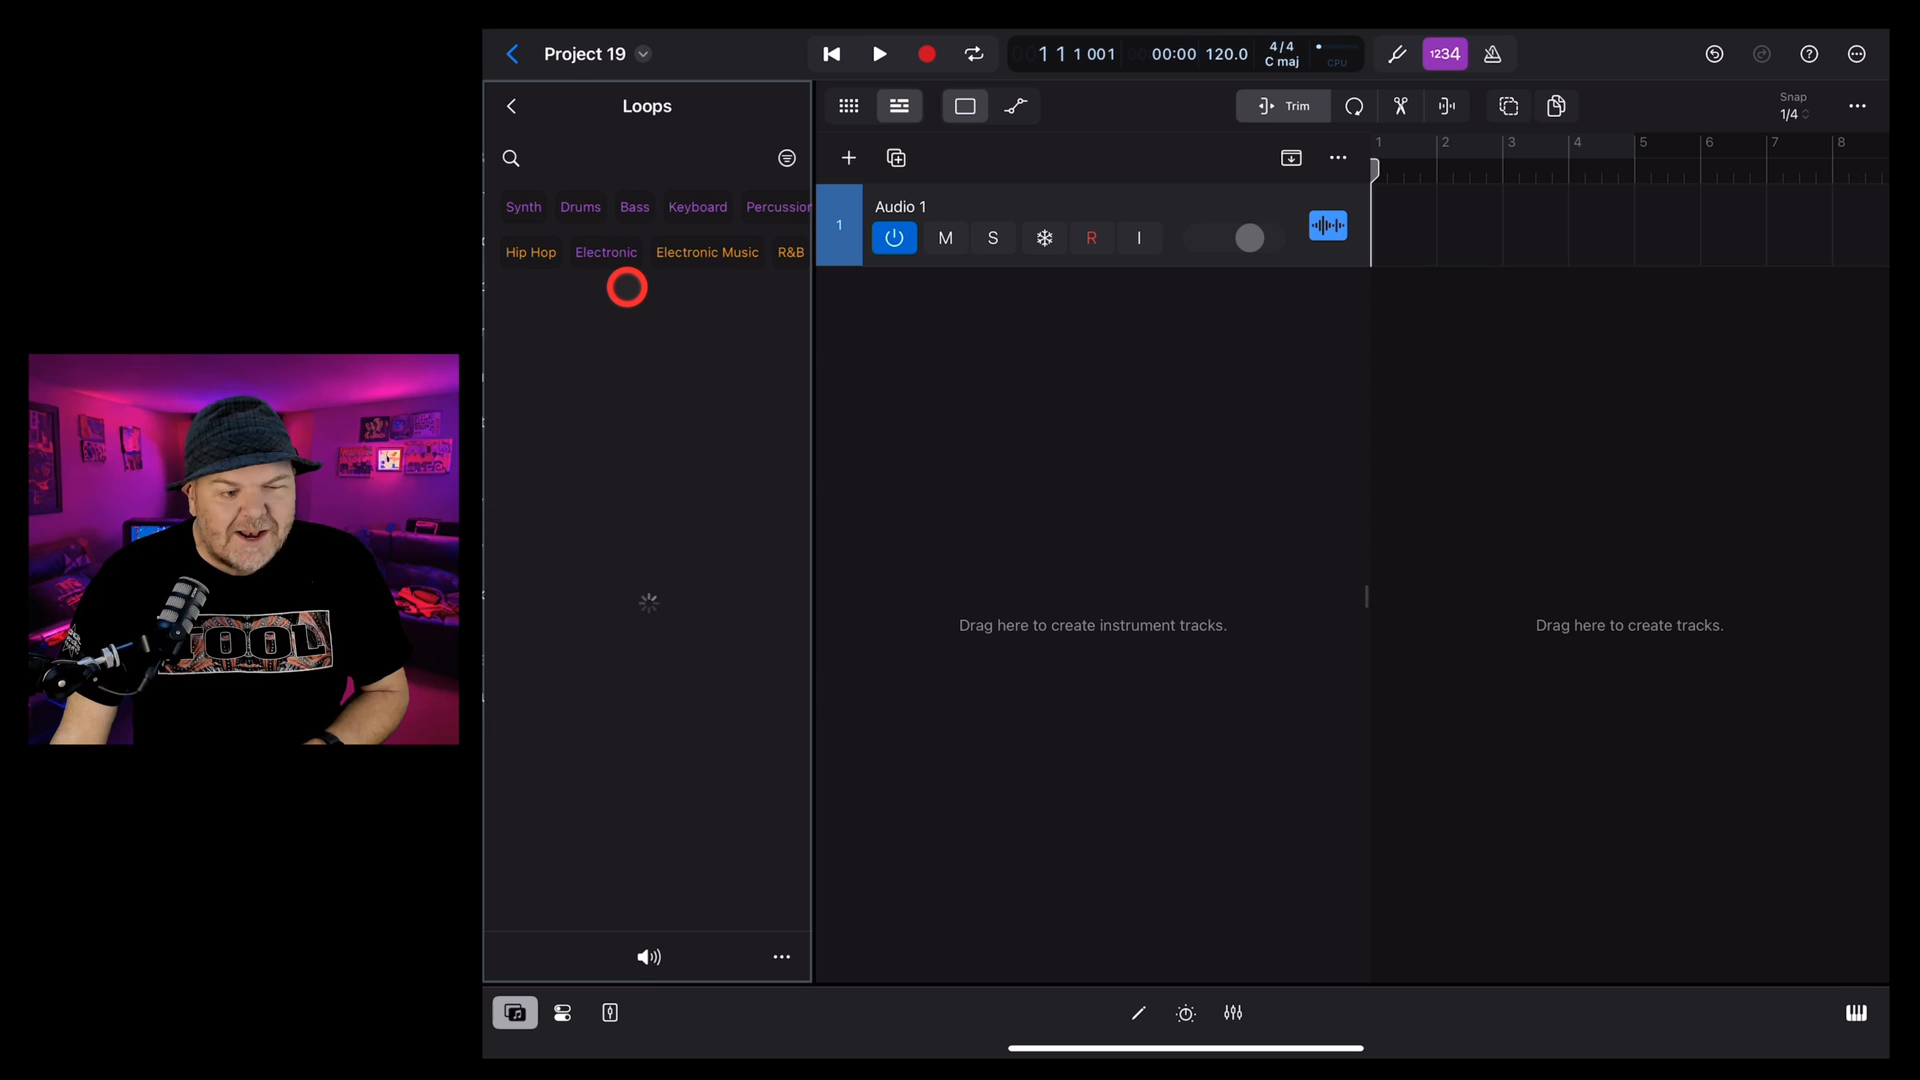 Project 19
1 1 1 001
00:00
120.0
4/4
C maj
CPU
1234
Loops
Trim
Snap
1/4
1 2 3 4 5 6 7 8
Synth Drums Bass Keyboard Percussion
Hip Hop Electronic Electronic Music R&B
1
Audio 1
M S R I
Drag here to create instrument tracks.
Drag here to create tracks.
TOOL